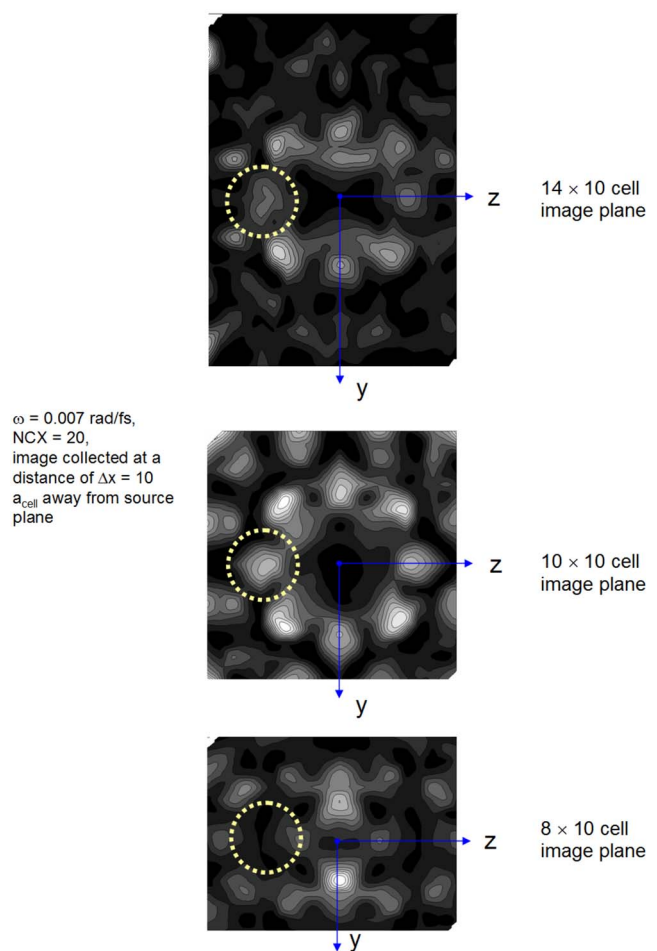 z
14 × 10 cell
image plane
y
ω = 0.007 rad/fs,
NCX = 20,
image collected at a
distance of Δx = 10
a_cell away from source
plane
z
10 × 10 cell
image plane
y
z
8 × 10 cell
image plane
y